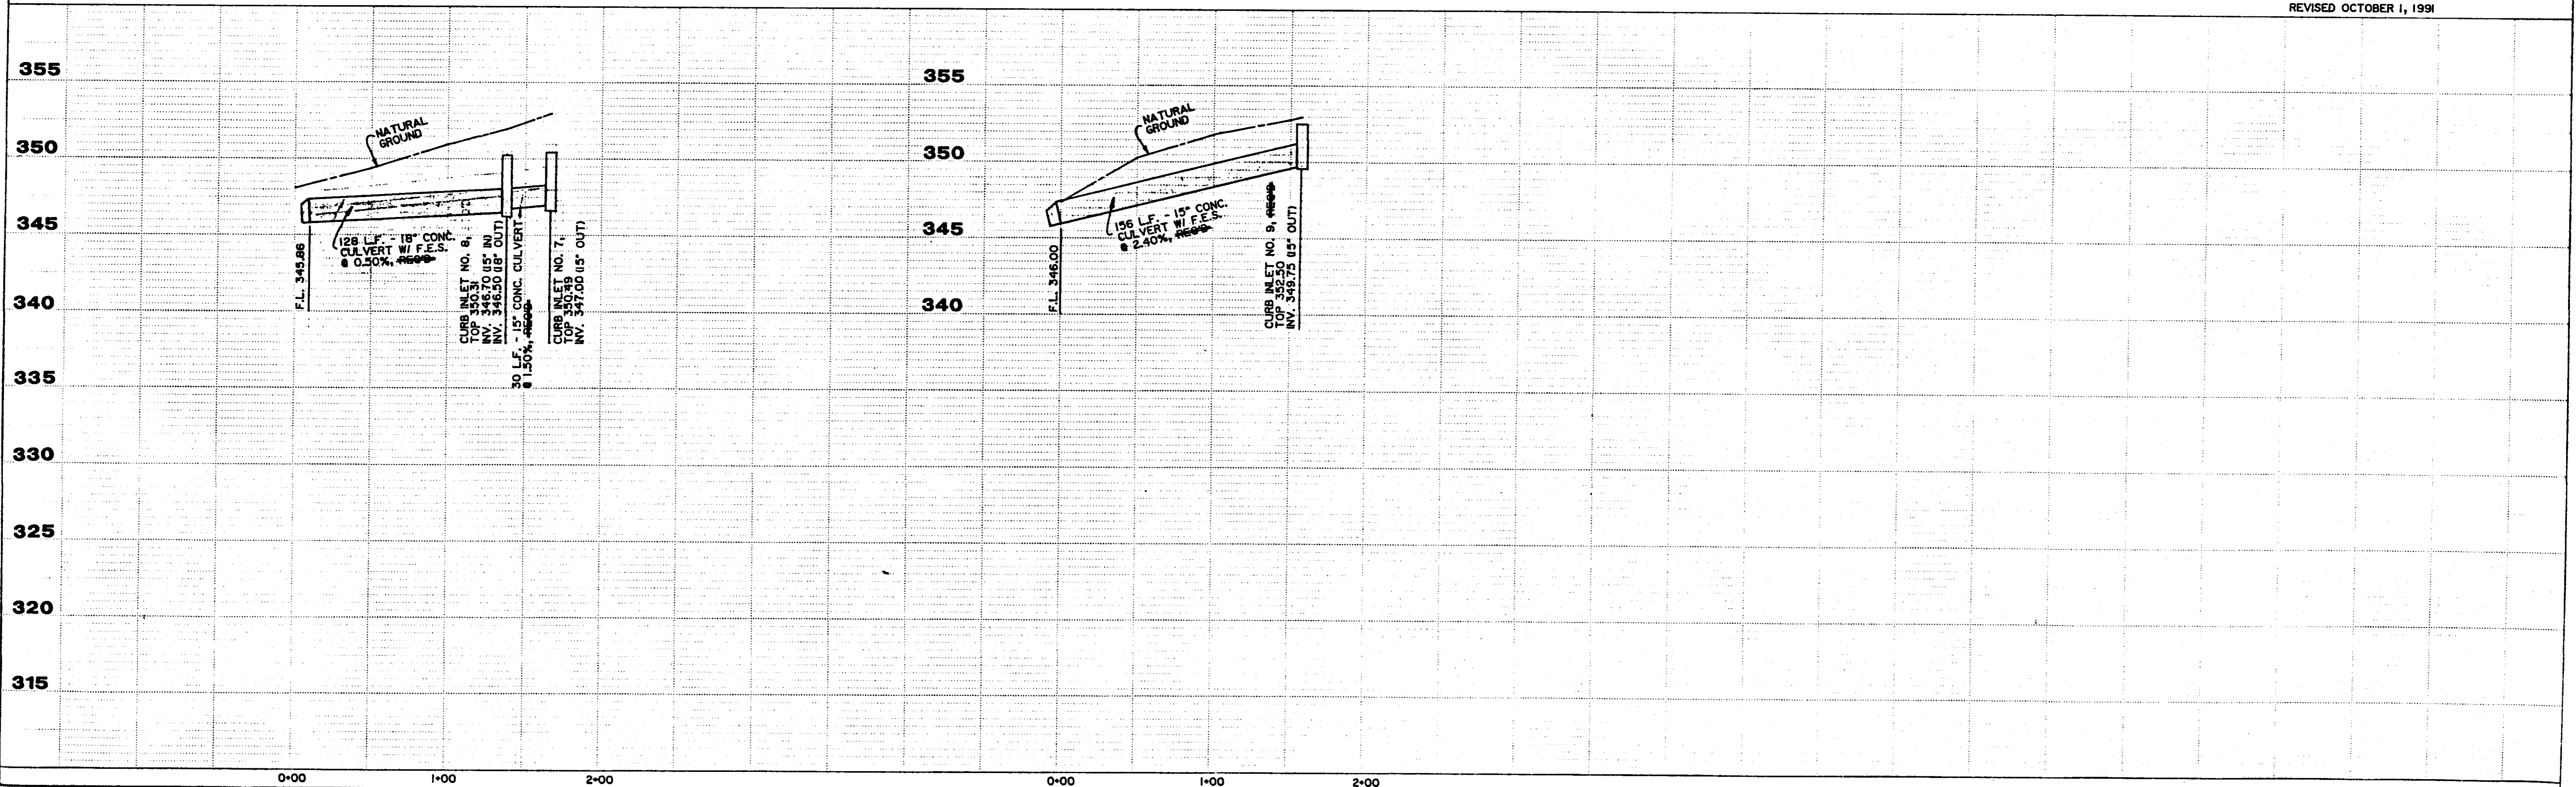 REVISED OCTOBER 1, 1991
355
350
345
340
335
330
325
320
315
NATURAL
GROUND
F.L. 345.86
128 L.F. - 18" CONC.
CULVERT W/ F.E.S.
@ 0.50%, REQ'D
CURB INLET NO. 8,
TOP 350.31
INV. 346.70 (15" IN)
INV. 346.50 (18" OUT)
30 L.F. - 15" CONC. CULVERT
@ 1.50%, REQ'D
CURB INLET NO. 7,
TOP 350.49
INV. 347.00 (15" OUT)
0+00
1+00
2+00
355
350
345
340
NATURAL
GROUND
F.L. 346.00
156 L.F. - 15" CONC.
CULVERT W/ F.E.S.
@ 2.40%, REQ'D
CURB INLET NO. 9, REQ'D
TOP 352.50
INV. 349.75 (15" OUT)
0+00
1+00
2+00